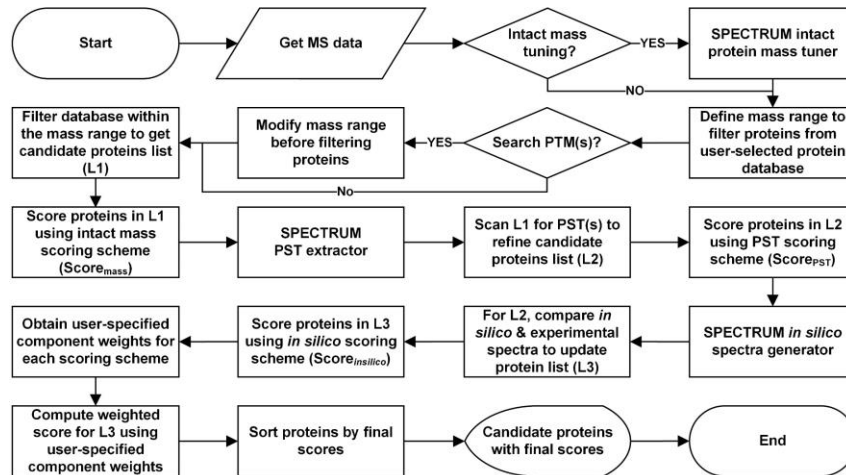 Start
Get MS data
Intact mass
tuning?
YES
SPECTRUM intact
protein mass tuner
NO
Filter database within
the mass range to get
candidate proteins list
(L1)
Modify mass range
before filtering
proteins
YES
Search PTM(s)?
Define mass range to
filter proteins from
user-selected protein
database
No
Score proteins in L1
using intact mass
scoring scheme
(Scoremass)
SPECTRUM
PST extractor
Scan L1 for PST(s) to
refine candidate
proteins list (L2)
Score proteins in L2
using PST scoring
scheme (ScorePST)
Obtain user-specified
component weights for
each scoring scheme
Score proteins in L3
using in silico scoring
scheme (Scoreinsilico)
For L2, compare in
silico & experimental
spectra to update
protein list (L3)
SPECTRUM in silico
spectra generator
Compute weighted
score for L3 using
user-specified
component weights
Sort proteins by final
scores
Candidate proteins
with final scores
End